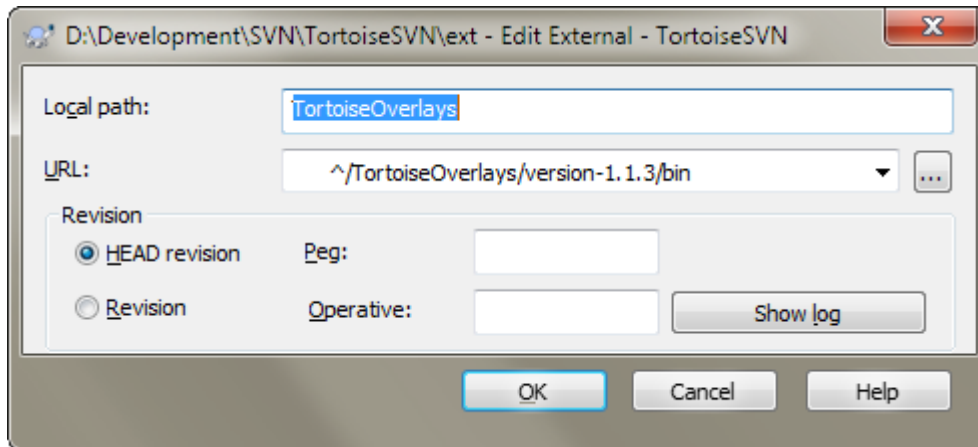 D:\Development\SVN\TortoiseSVN\ext - Edit External - TortoiseSVN
Local path: TortoiseOverlays
URL: ^/TortoiseOverlays/version-1.1.3/bin ...
Revision
HEAD revision Peg:
Revision Operative: Show log
OK Cancel Help